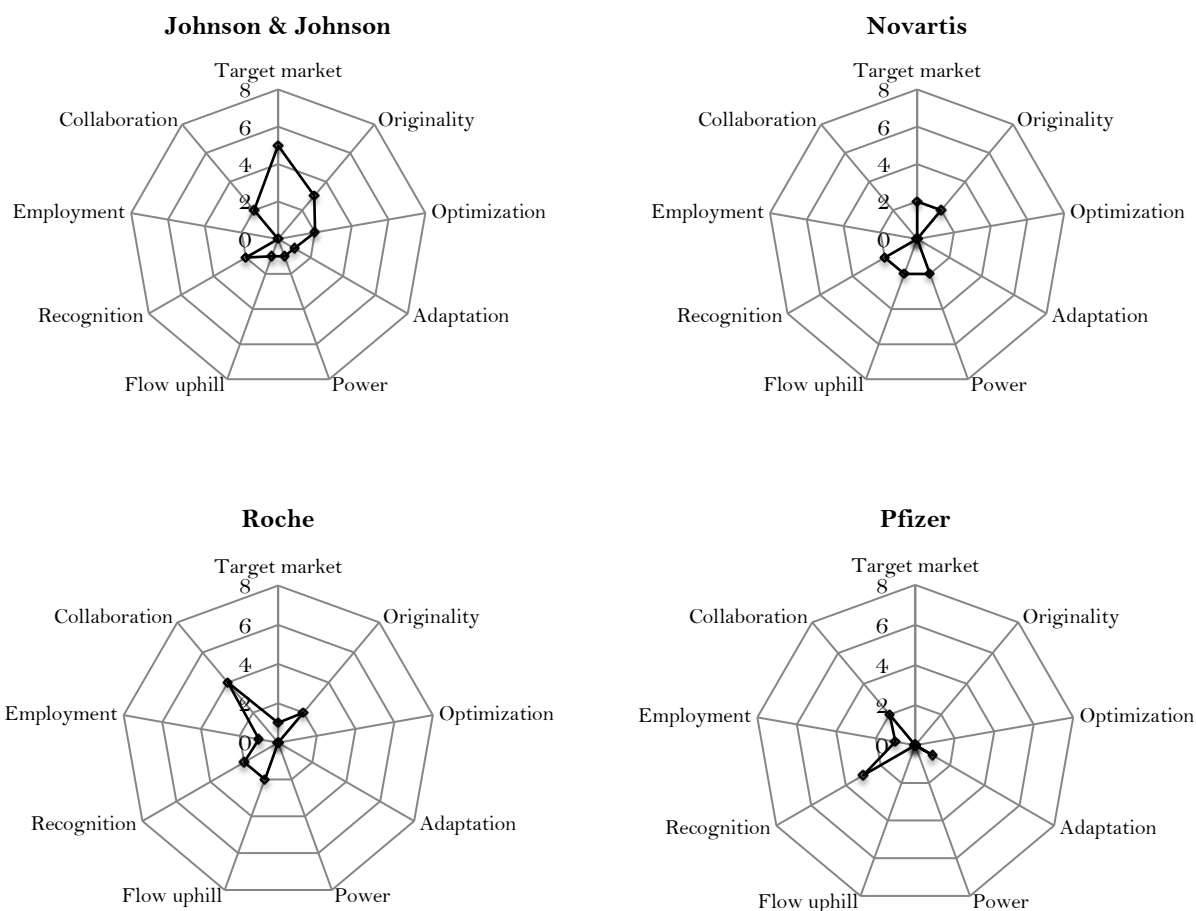 Johnson & Johnson
Target market
8
Collaboration
Originality
6
4
2
Employment
Optimization
0
Recognition
Adaptation
Flow uphill
Power
Novartis
Target market
8
Collaboration
Originality
6
4
2
Employment
Optimization
0
Recognition
Adaptation
Flow uphill
Power
Roche
Target market
8
Collaboration
Originality
6
4
2
Employment
Optimization
0
Recognition
Adaptation
Flow uphill
Power
Pfizer
Target market
8
Collaboration
Originality
6
4
2
Employment
Optimization
0
Recognition
Adaptation
Flow uphill
Power